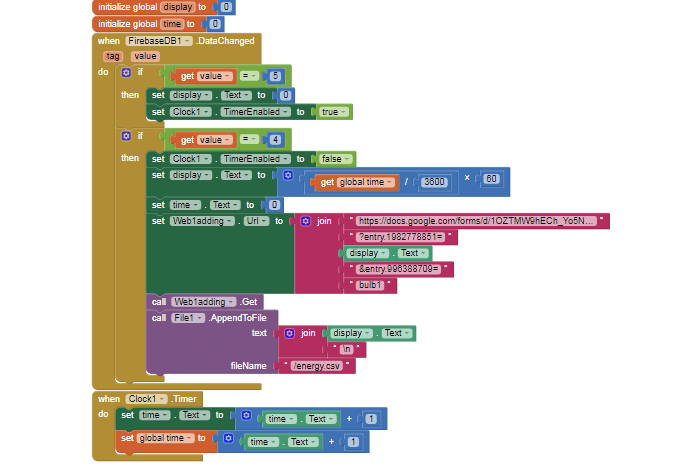 initialize global display to 0
initialize global time to 0
when FirebaseDB1 .DataChanged
tag value
do if get value = 5
then set display . Text to 0
set Clock1 . TimerEnabled to true
if get value = 4
then set Clock1 . TimerEnabled to false
set display . Text to get global time / 3600 × 60
set time . Text to 0
set Web1adding . Url to join " https://docs.google.com/forms/d/1OZTMW9hECh_Yo5N... "
" ?entry.1982778851= "
display . Text
" &entry.996388709= "
" bulb1 "
call Web1adding .Get
call File1 .AppendToFile
text join display . Text
" \n "
fileName " /energy.csv "
when Clock1 .Timer
do set time . Text to time . Text + 1
set global time to time . Text + 1